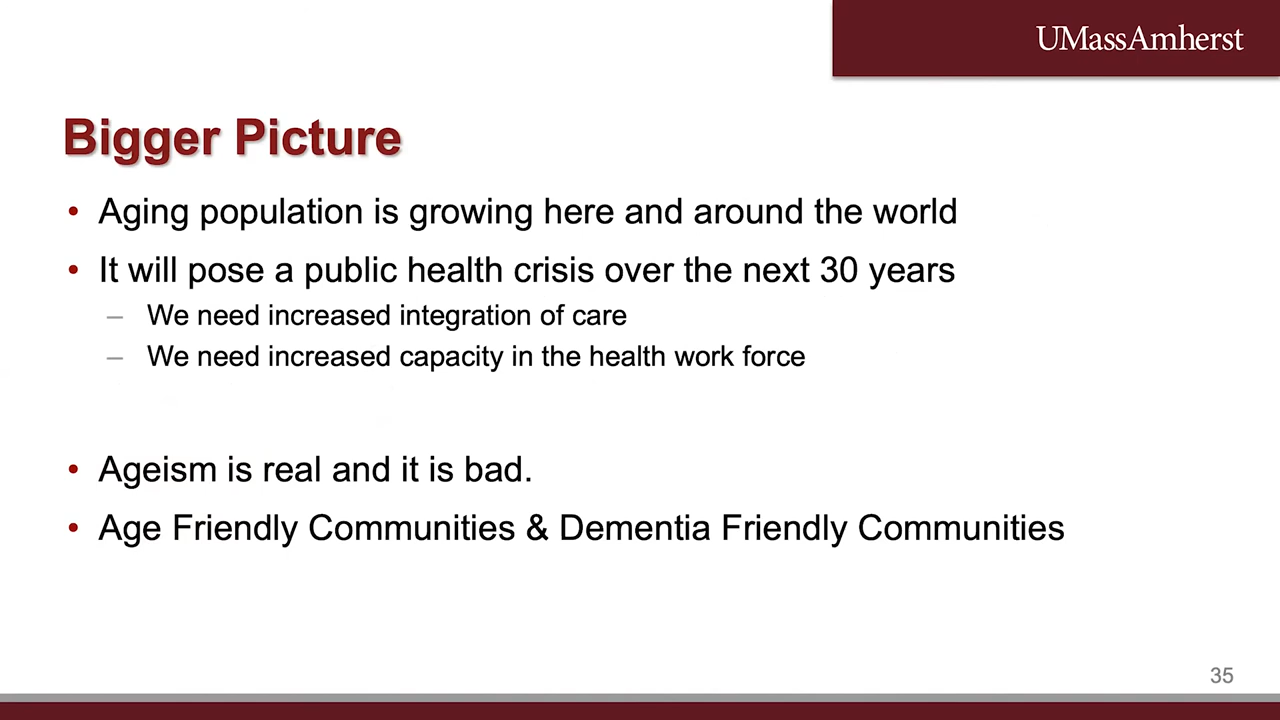 UMassAmherst
Bigger Picture
• Aging population is growing here and around the world
• It will pose a public health crisis over the next 30 years
– We need increased integration of care
– We need increased capacity in the health work force
• Ageism is real and it is bad.
• Age Friendly Communities & Dementia Friendly Communities
35